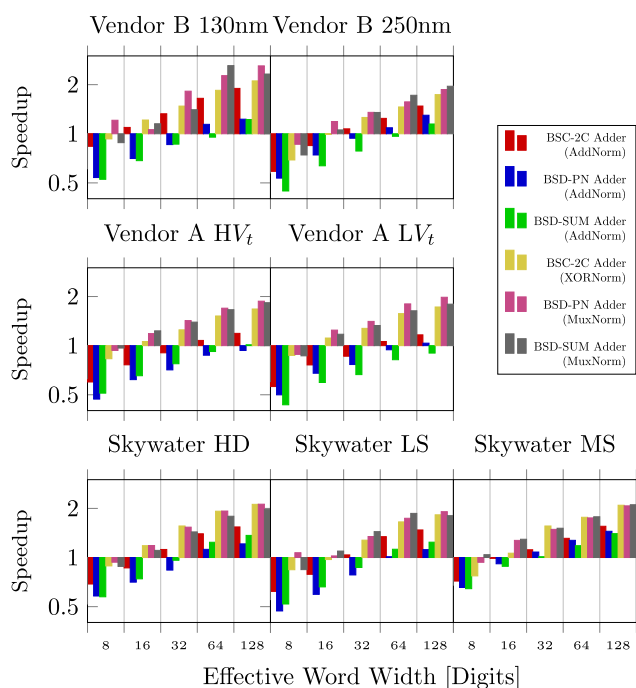 Vendor B 130nm
Vendor B 250nm
Speedup
2
1
0.5
BSC-2C Adder
(AddNorm)
BSD-PN Adder
(AddNorm)
BSD-SUM Adder
(AddNorm)
BSC-2C Adder
(XORNorm)
BSD-PN Adder
(MuxNorm)
BSD-SUM Adder
(MuxNorm)
Vendor A HVt
Vendor A LVt
Speedup
2
1
0.5
Skywater HD
Skywater LS
Skywater MS
Speedup
2
1
0.5
8 16 32 64 128
8 16 32 64 128
8 16 32 64 128
Effective Word Width [Digits]